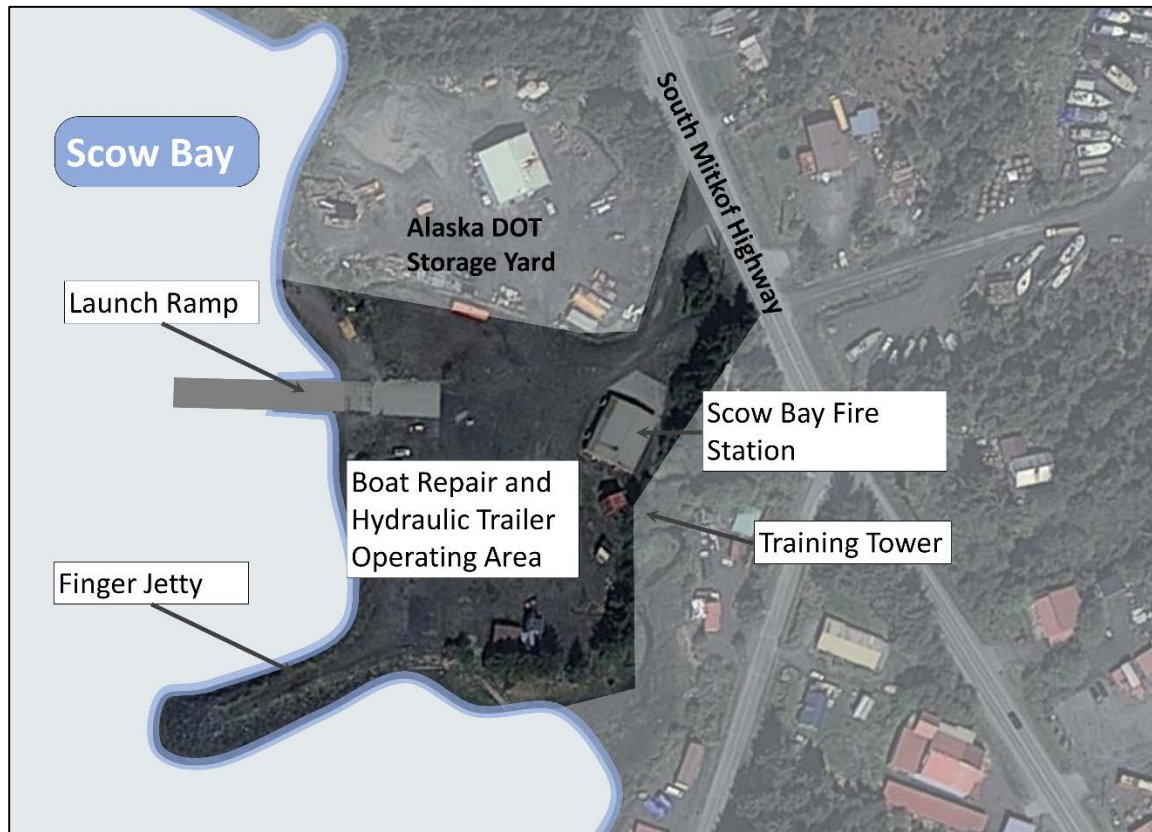 Scow Bay
South Mitkof Highway
Alaska DOT
Storage Yard
Launch Ramp
Scow Bay Fire
Station
Boat Repair and
Hydraulic Trailer
Operating Area
Training Tower
Finger Jetty